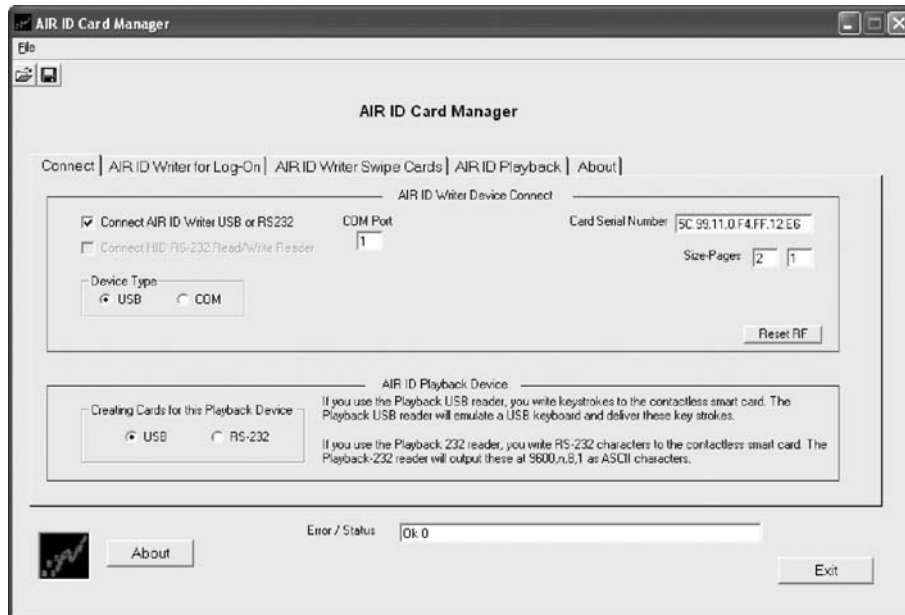 AIR ID Card Manager
File
AIR ID Card Manager
Connect AIR ID Writer for Log-On AIR ID Writer Swipe Cards AIR ID Playback About
AIR ID Writer Device Connect
Connect AIR ID Writer USB or RS232 COM Port Card Serial Number 5C.99.11.0.F4.FF.12.E6
1
Connect HID RS-232 Read/Write Reader
Size-Pages 2 1
Device Type
USB COM
Reset RF
AIR ID Playback Device
Creating Cards for this Playback Device
USB RS-232
If you use the Playback USB reader, you write keystrokes to the contactless smart card. The
Playback USB reader will emulate a USB keyboard and deliver these key strokes.
If you use the Playback 232 reader, you write RS-232 characters to the contactless smart card. The
Playback-232 reader will output these at 9600,n,8,1 as ASCII characters.
Error / Status Ok 0
About
Exit